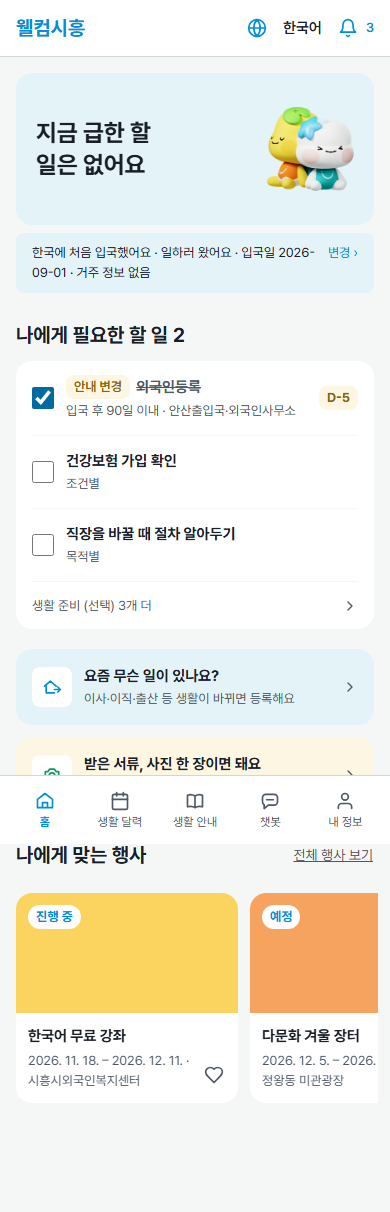 웰컴시흥
한국어
3
지금 급한 할
일은 없어요
한국에 처음 입국했어요 · 일하러 왔어요 · 입국일 2026-
09-01 · 거주 정보 없음
변경 ›
나에게 필요한 할 일 2
안내 변경 외국인등록
입국 후 90일 이내 · 안산출입국·외국인사무소
D-5
건강보험 가입 확인
조건별
직장을 바꿀 때 절차 알아두기
목적별
생활 준비 (선택) 3개 더
요즘 무슨 일이 있나요?
이사·이직·출산 등 생활이 바뀌면 등록해요
받은 서류, 사진 한 장이면 돼요
홈
생활 달력
생활 안내
챗봇
내 정보
나에게 맞는 행사
전체 행사 보기
진행 중
한국어 무료 강좌
2026. 11. 18. – 2026. 12. 11. ·
시흥시외국인복지센터
예정
다문화 겨울 장터
2026. 12. 5. – 2026.
정왕동 미관광장